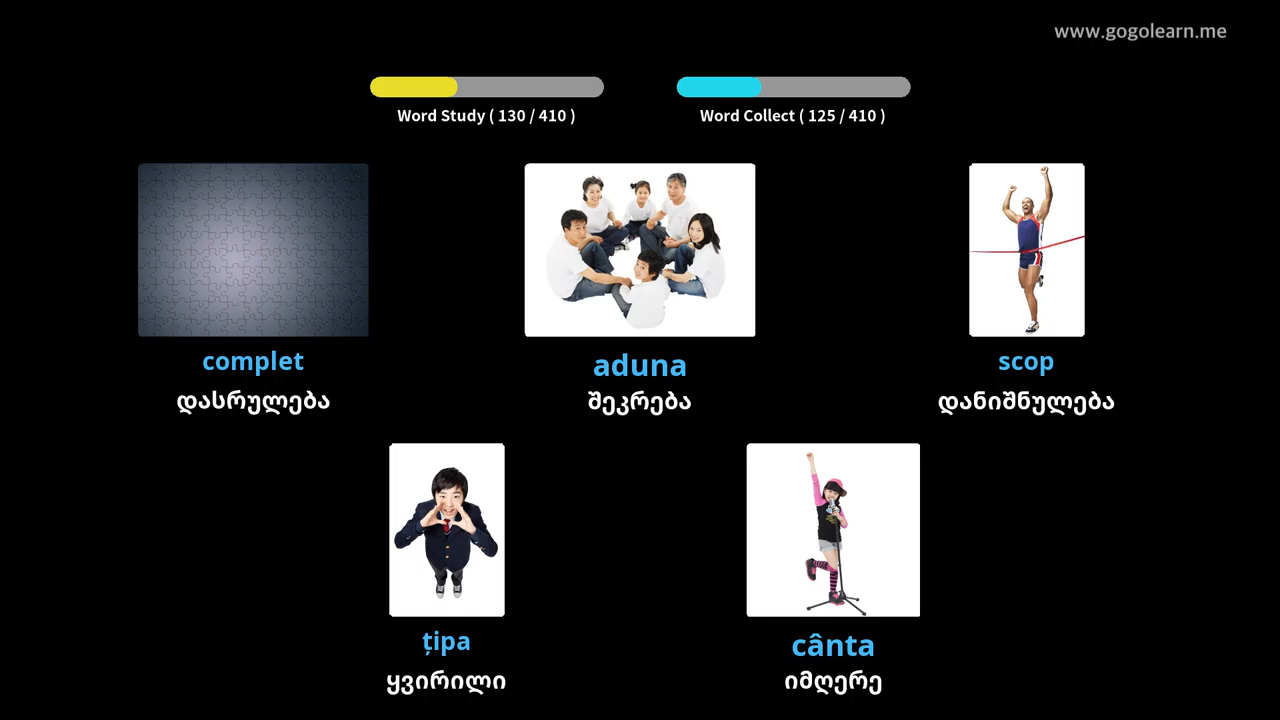 www.gogolearn.me
Word Study ( 130 / 410 )
Word Collect ( 125 / 410 )
complet
დასრულება
aduna
შეკრება
scop
დანიშნულება
țipa
ყვირილი
cânta
იმღერე